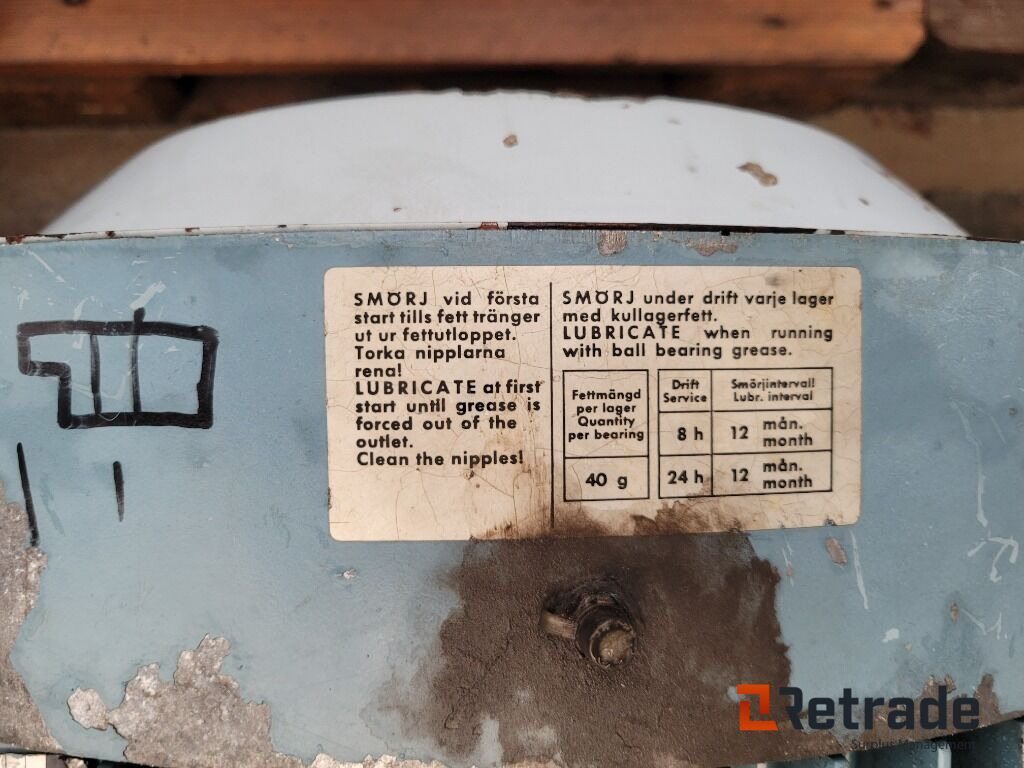 SMÖRJ vid första
start tills fett tränger
ut ur fettutloppet.
Torka nipplarna
rena!
LUBRICATE at first
start until grease is
forced out of the
outlet.
Clean the nipples!
SMÖRJ under drift varje lager
med kullagerfett.
LUBRICATE when running
with ball bearing grease.
Fettmängd
per lager
Quantity
per bearing
40 g
Drift
Service
Smörjintervall
Lubr. interval
8 h
12 mån.
month
24 h
12 mån.
month
Retrade
Surplus Management